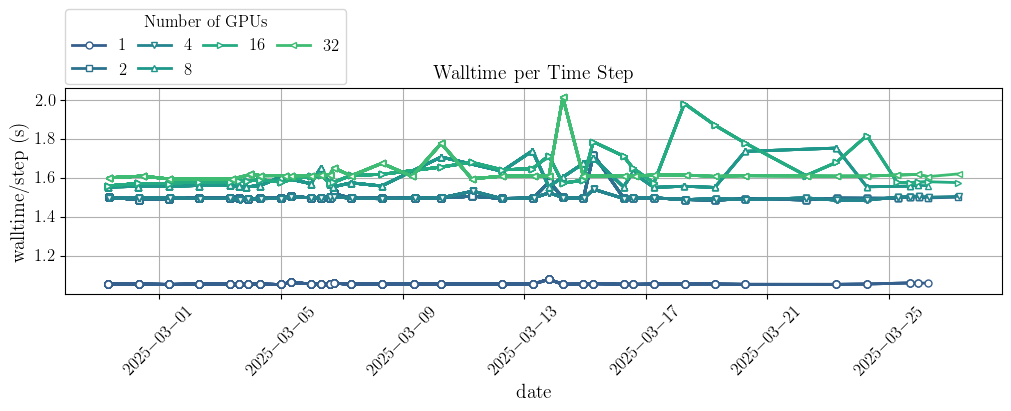 Number of GPUs
1 4 16 32
2 8
Walltime per Time Step
walltime/step (s)
2.0
1.8
1.6
1.4
1.2
2025−03−01 2025−03−05 2025−03−09 2025−03−13 2025−03−17 2025−03−21 2025−03−25
date